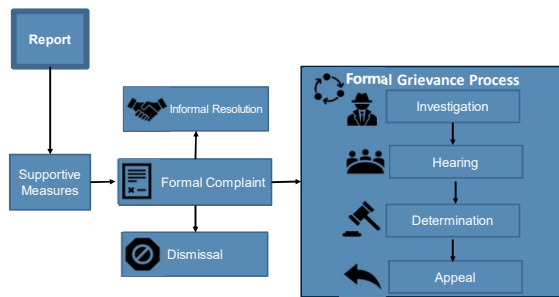 Report
Formal Grievance Process
Informal Resolution
Investigation
Hearing
Supportive
Measures
Formal Complaint
Determination
Dismissal
Appeal